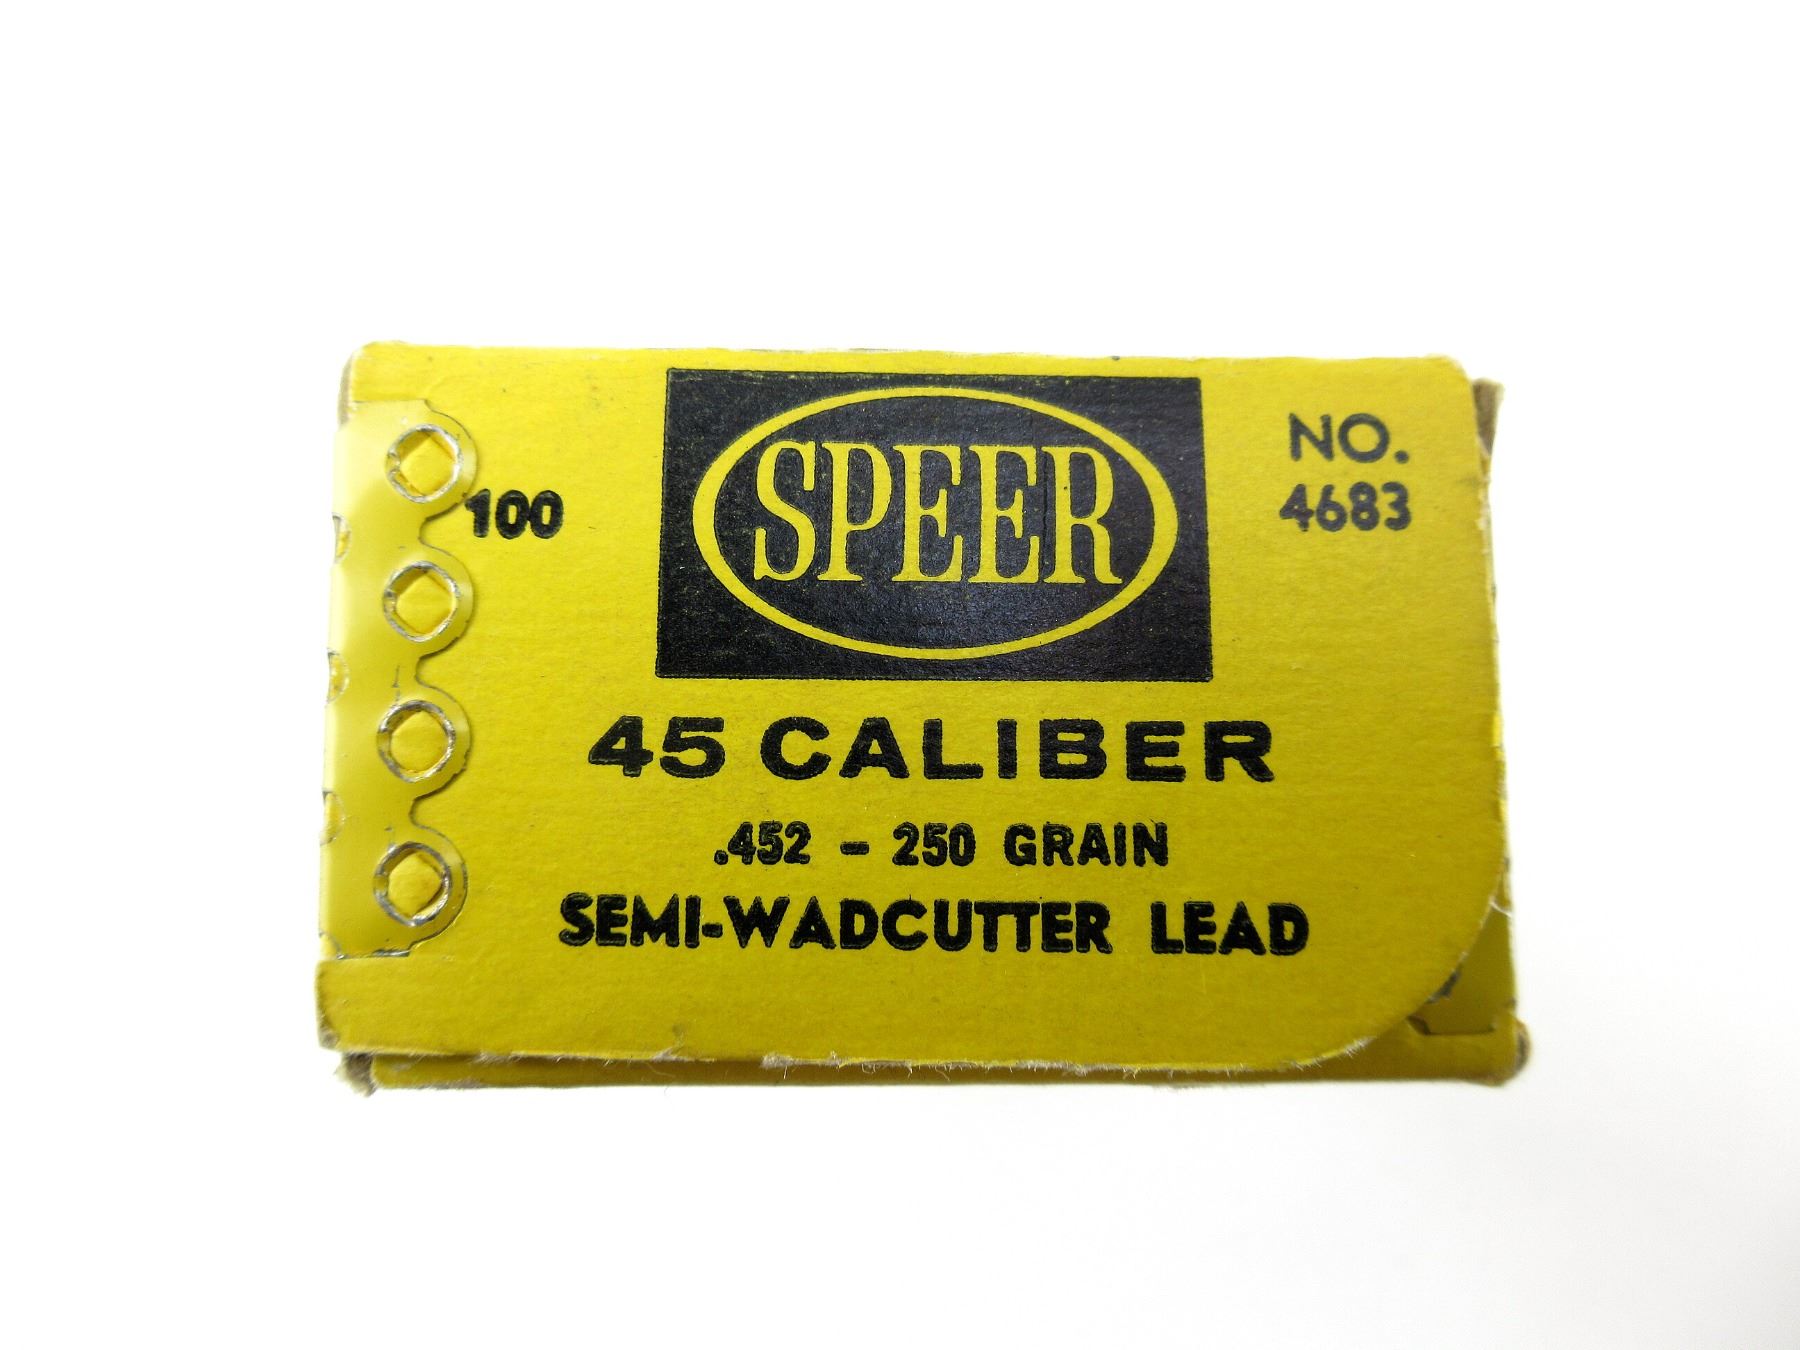 SPEER
100
NO.
4683
45 CALIBER
.452 - 250 GRAIN
SEMI-WADCUTTER LEAD